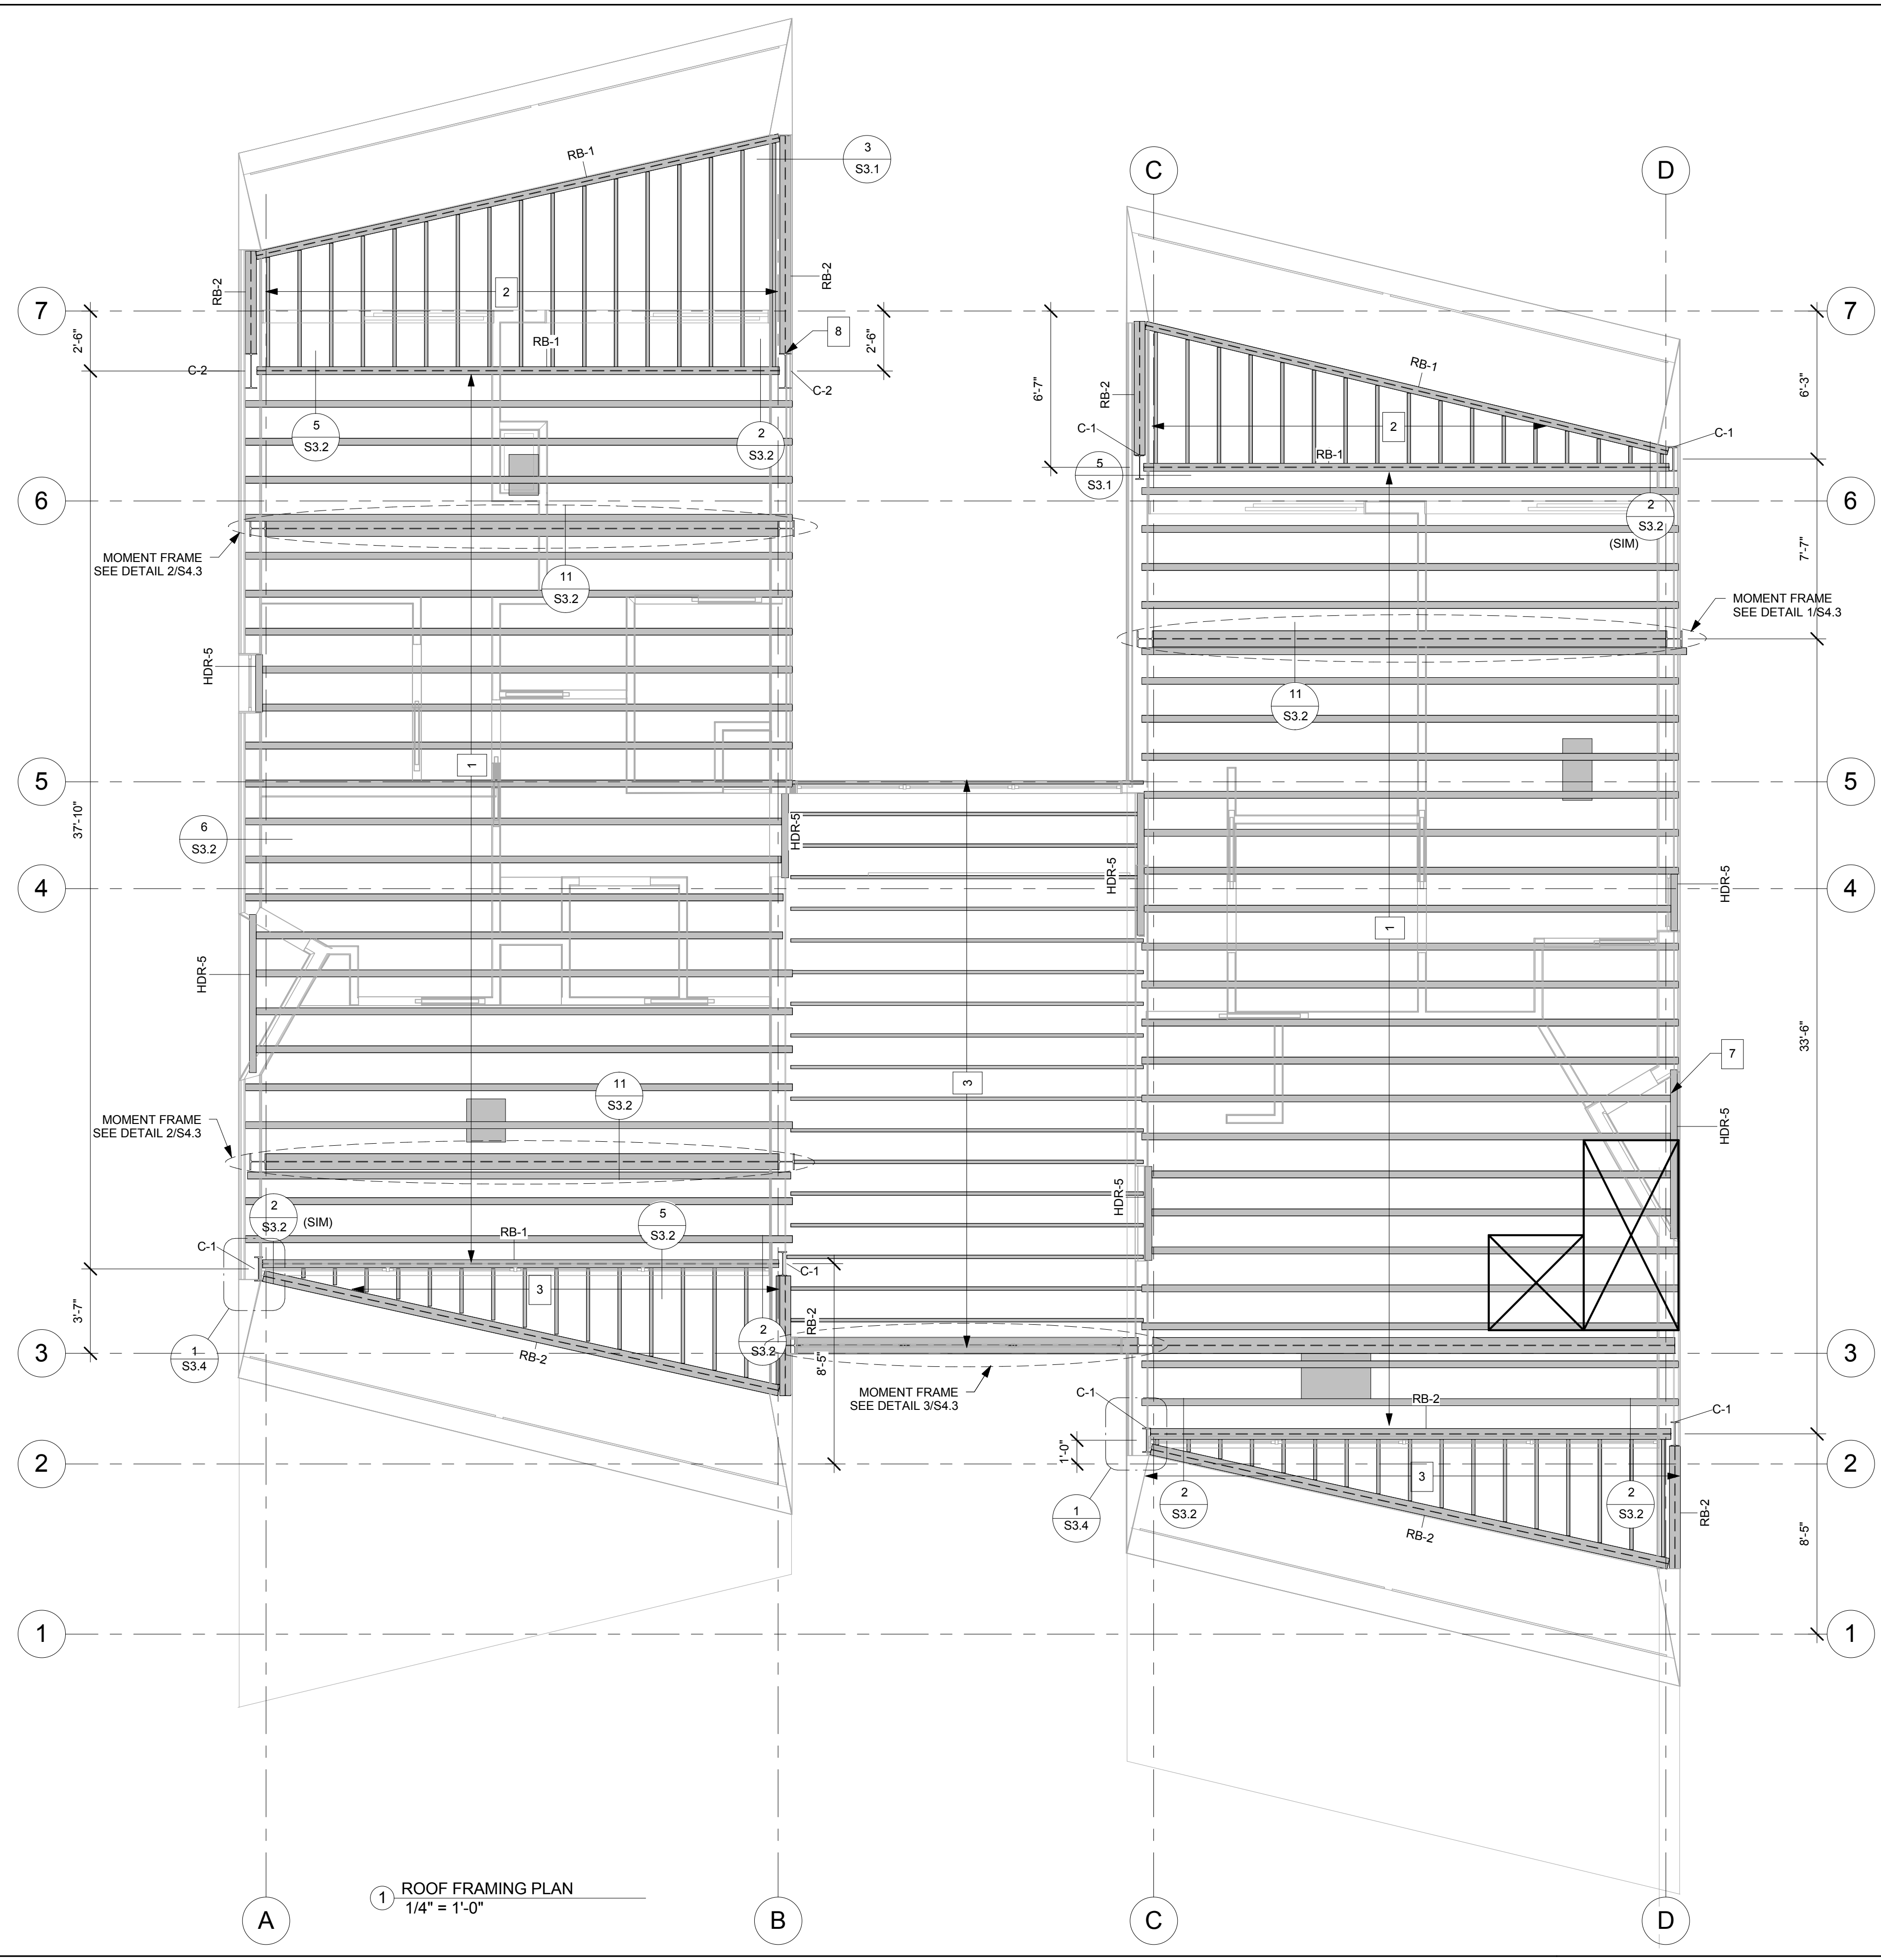 3
S3.1
RB-1
C
D
RB-2
RB-2
2
7
7
8
2'-6"
RB-1
2'-6"
C-2
C-2
6'-7"
RB-2
RB-1
6'-3"
C-1
2
C-1
5
S3.2
2
S3.2
RB-1
5
S3.1
6
6
2
S3.2
(SIM)
MOMENT FRAME
SEE DETAIL 2/S4.3
11
S3.2
7'-7"
MOMENT FRAME
SEE DETAIL 1/S4.3
HDR-5
11
S3.2
1
5
5
37'-10"
6
S3.2
HDR-5
HDR-5
HDR-5
4
4
1
HDR-5
33'-6"
7
3
11
S3.2
MOMENT FRAME
SEE DETAIL 2/S4.3
HDR-5
HDR-5
2
S3.2
(SIM)
5
S3.2
RB-1
C-1
C-1
3
3'-7"
RB-2
2
S3.2
8'-5"
1
S3.4
RB-2
3
3
MOMENT FRAME
SEE DETAIL 3/S4.3
C-1
RB-2
C-1
1'-0"
2
2
3
2
S3.2
2
S3.2
1
S3.4
RB-2
RB-2
8'-5"
1
1
1
ROOF FRAMING PLAN
1/4" = 1'-0"
A
B
C
D